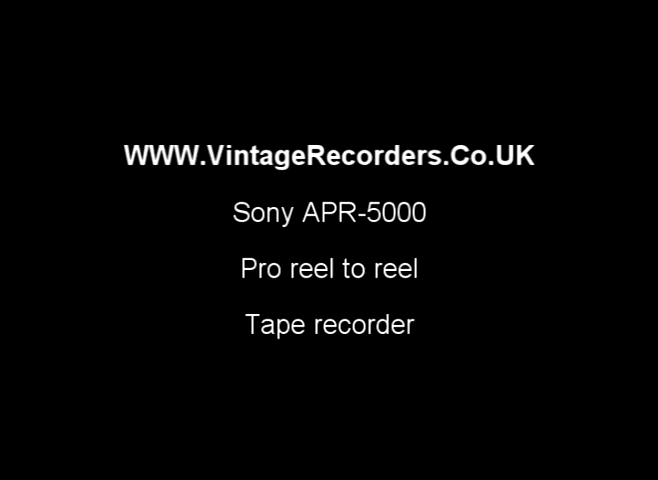 WWW.VintageRecorders.Co.UK
Sony APR-5000
Pro reel to reel
Tape recorder